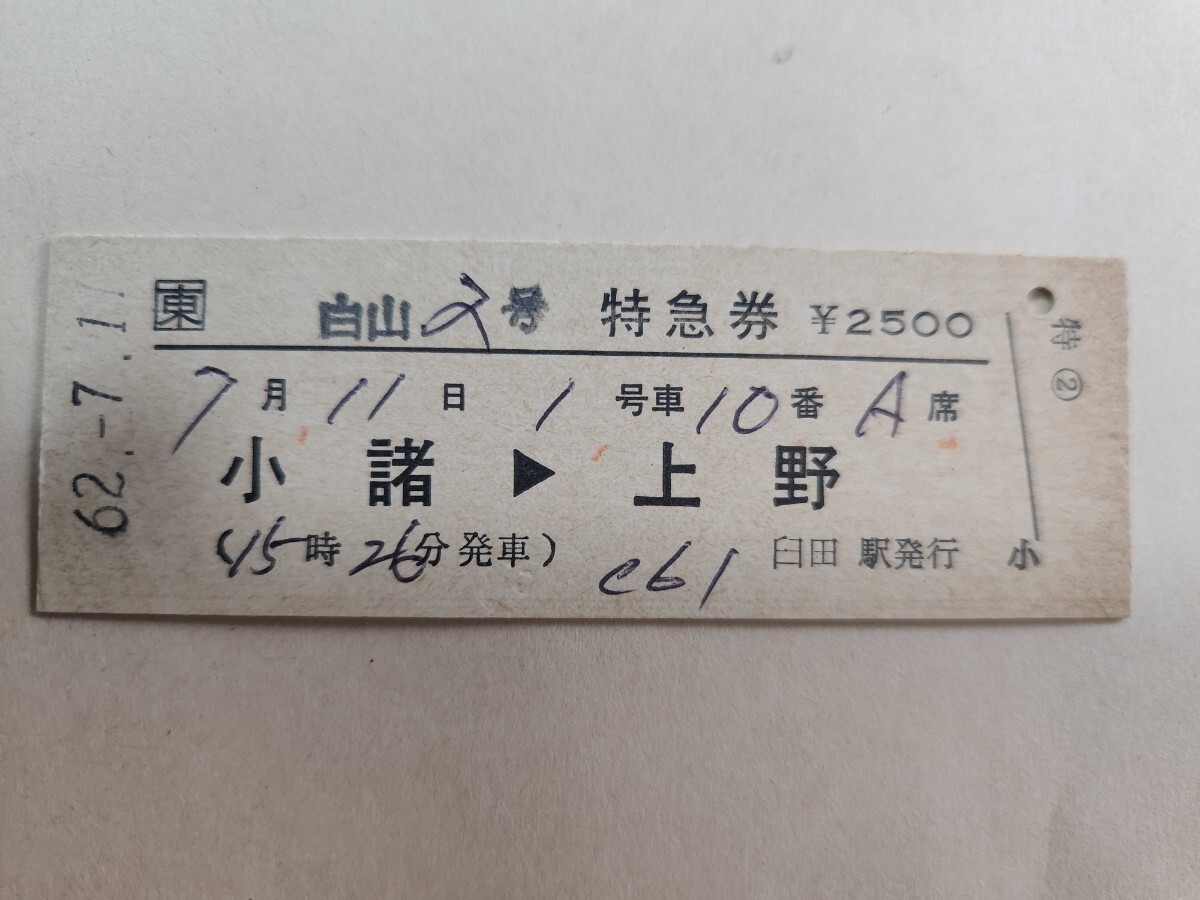 62.-7.11
東 白山 2 号 特急券 ￥2500
7月11日 1号車10番A席
小諸▶上野
(15時26分発車) c61 臼田駅発行
特②
小